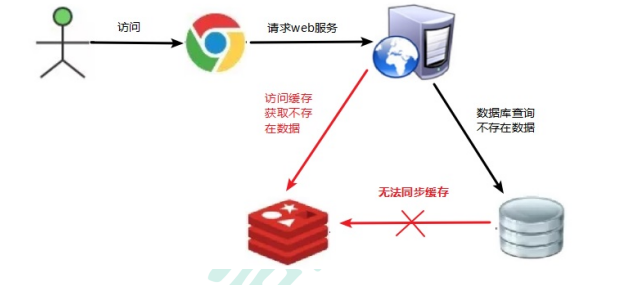 访问
请求web服务
访问缓存
获取不存
在数据
数据库查询
不存在数据
无法同步缓存